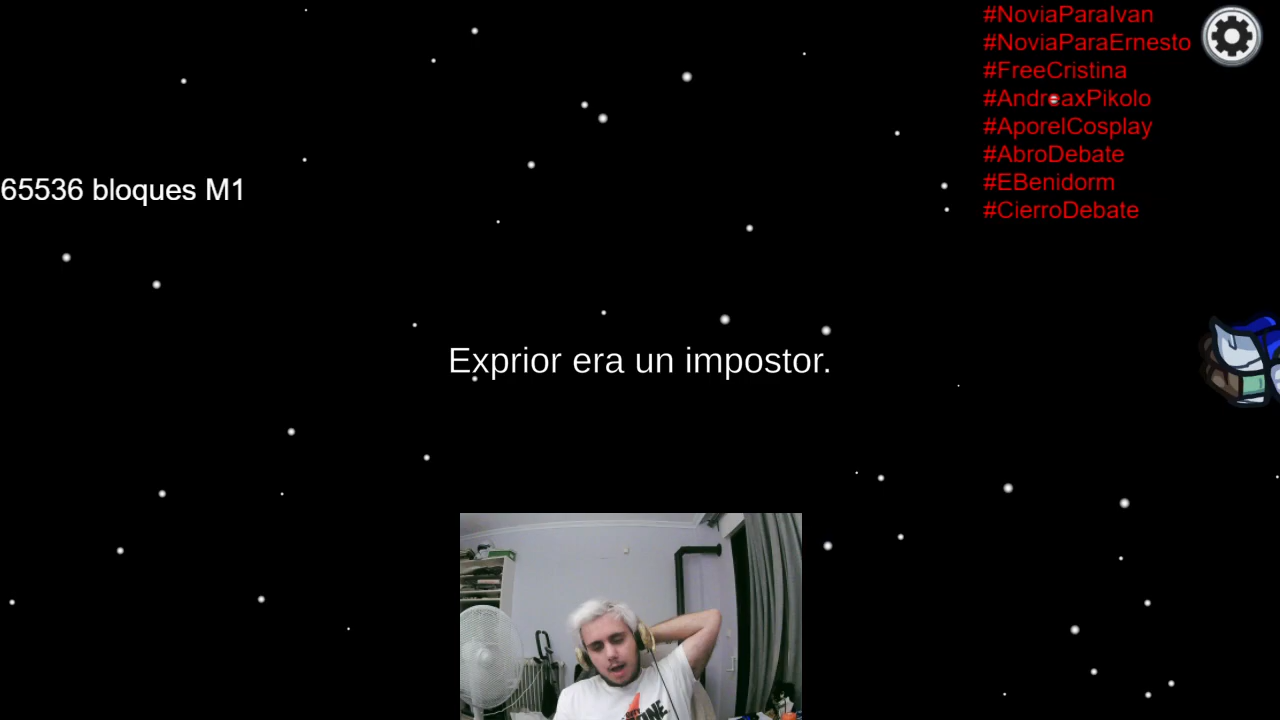 #NoviaParaIvan
#NoviaParaErnesto
#FreeCristina
#AndreaxPikolo
#AporelCosplay
#AbroDebate
#EBenidorm
#CierroDebate
65536 bloques M1
Exprior era un impostor.